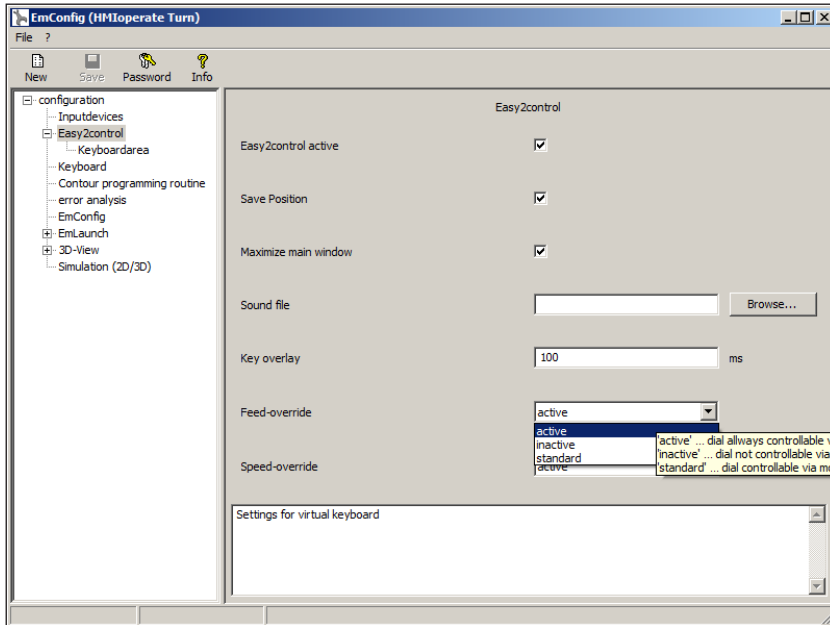 EmConfig (HMIoperate Turn)
File ?
New Save Password Info
configuration
Inputdevices
Easy2control
Keyboardarea
Keyboard
Contour programming routine
error analysis
EmConfig
EmLaunch
3D-View
Simulation (2D/3D)
Easy2control
Easy2control active
Save Position
Maximize main window
Sound file Browse...
Key overlay 100 ms
Feed-override active
active
inactive
standard
'active' ... dial allways controllable
'inactive' ... dial not controllable via
'standard' ... dial controllable via
Speed-override active
Settings for virtual keyboard